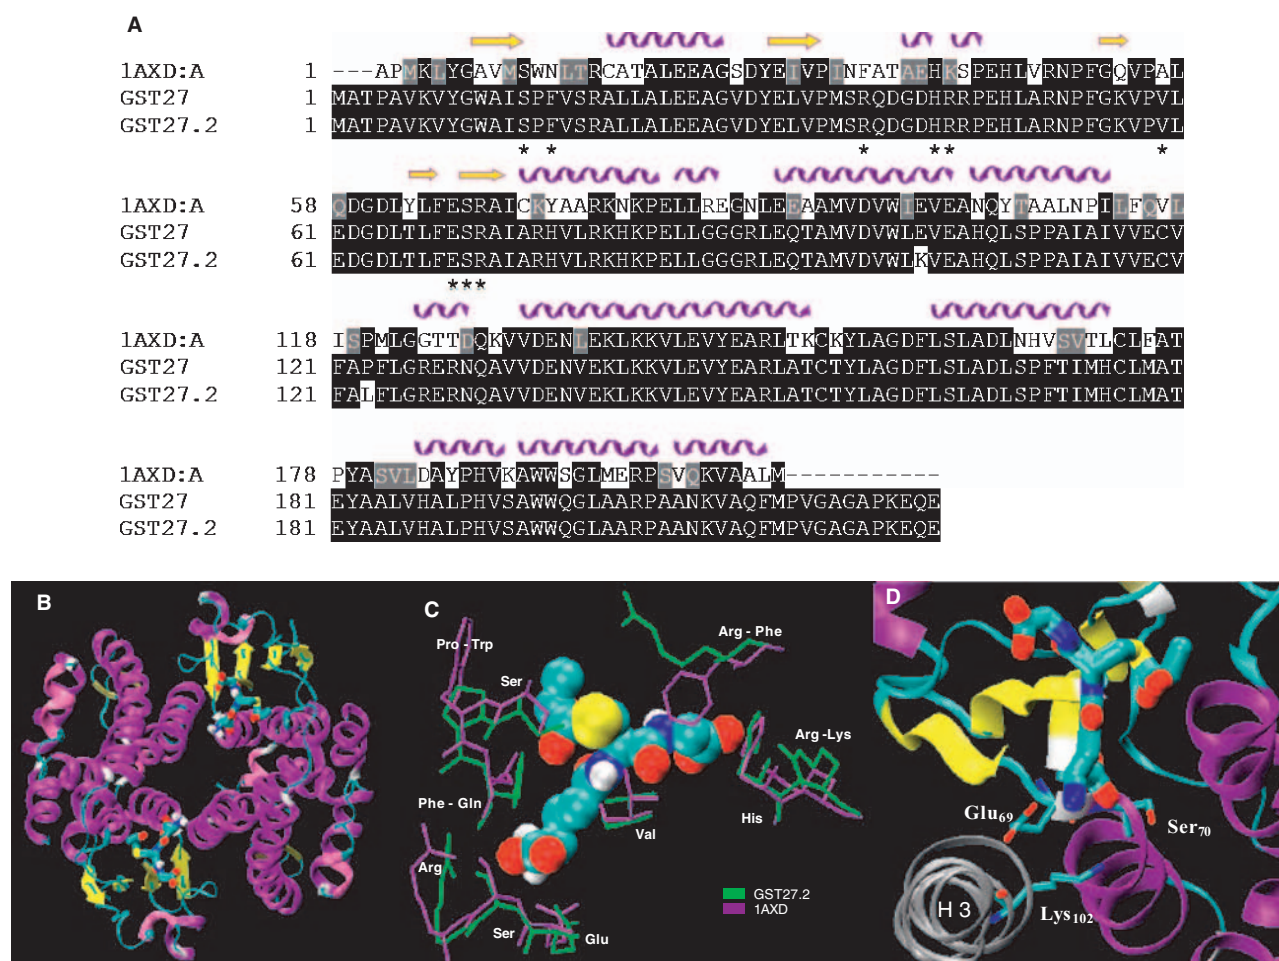 A
1AXD:A 1 ---APMKLYGAVMSWNLTRCATALEEAGSDYEIVPINFATAEHKSPEHLVRNPFGQVPAL
GST27 1 MATPAVKVYGWAISPFVSRALLALEEAGVDYELVPMSRQDGDHRRPEHLARNPFGKVPVL
GST27.2 1 MATPAVKVYGWAISPFVSRALLALEEAGVDYELVPMSRQDGDHRRPEHLARNPFGKVPVL
* * * ** *
1AXD:A 58 QDGDLYLFESRAICKYAARKNKPELLREGNLEEAAMVDVWIEVEANQYTAALNPILFQVL
GST27 61 EDGDLTLFESRAIARHVLRKHKPELLGGGRLEQTAMVDVWLEVEAHQLSPPAIAIVVECV
GST27.2 61 EDGDLTLFESRAIARHVLRKHKPELLGGGRLEQTAMVDVWLKVEAHQLSPPAIAIVVECV
***
1AXD:A 118 ISPMLGGTTDQKVVDENLEKLKKVLEVYEARLTKCKYLAGDFLSLADLNHVSVTLCLFAT
GST27 121 FAPFLGRERNQAVVDENVEKLKKVLEVYEARLATCTYLAGDFLSLADLSPFTIMHCLMAT
GST27.2 121 FALFLGRERNQAVVDENVEKLKKVLEVYEARLATCTYLAGDFLSLADLSPFTIMHCLMAT
1AXD:A 178 PYASVLDAYPHVKAWWSGLMERPSVQKVAALM-----------
GST27 181 EYAALVHALPHVSAWWQGLAARPAANKVAQFMPVGAGAPKEQE
GST27.2 181 EYAALVHALPHVSAWWQGLAARPAANKVAQFMPVGAGAPKEQE
B
C
Pro - Trp
Ser
Arg - Phe
Arg -Lys
Phe - Gln
Val
His
Arg
Ser
Glu
GST27.2
1AXD
D
Glu69
Ser70
H 3
Lys102